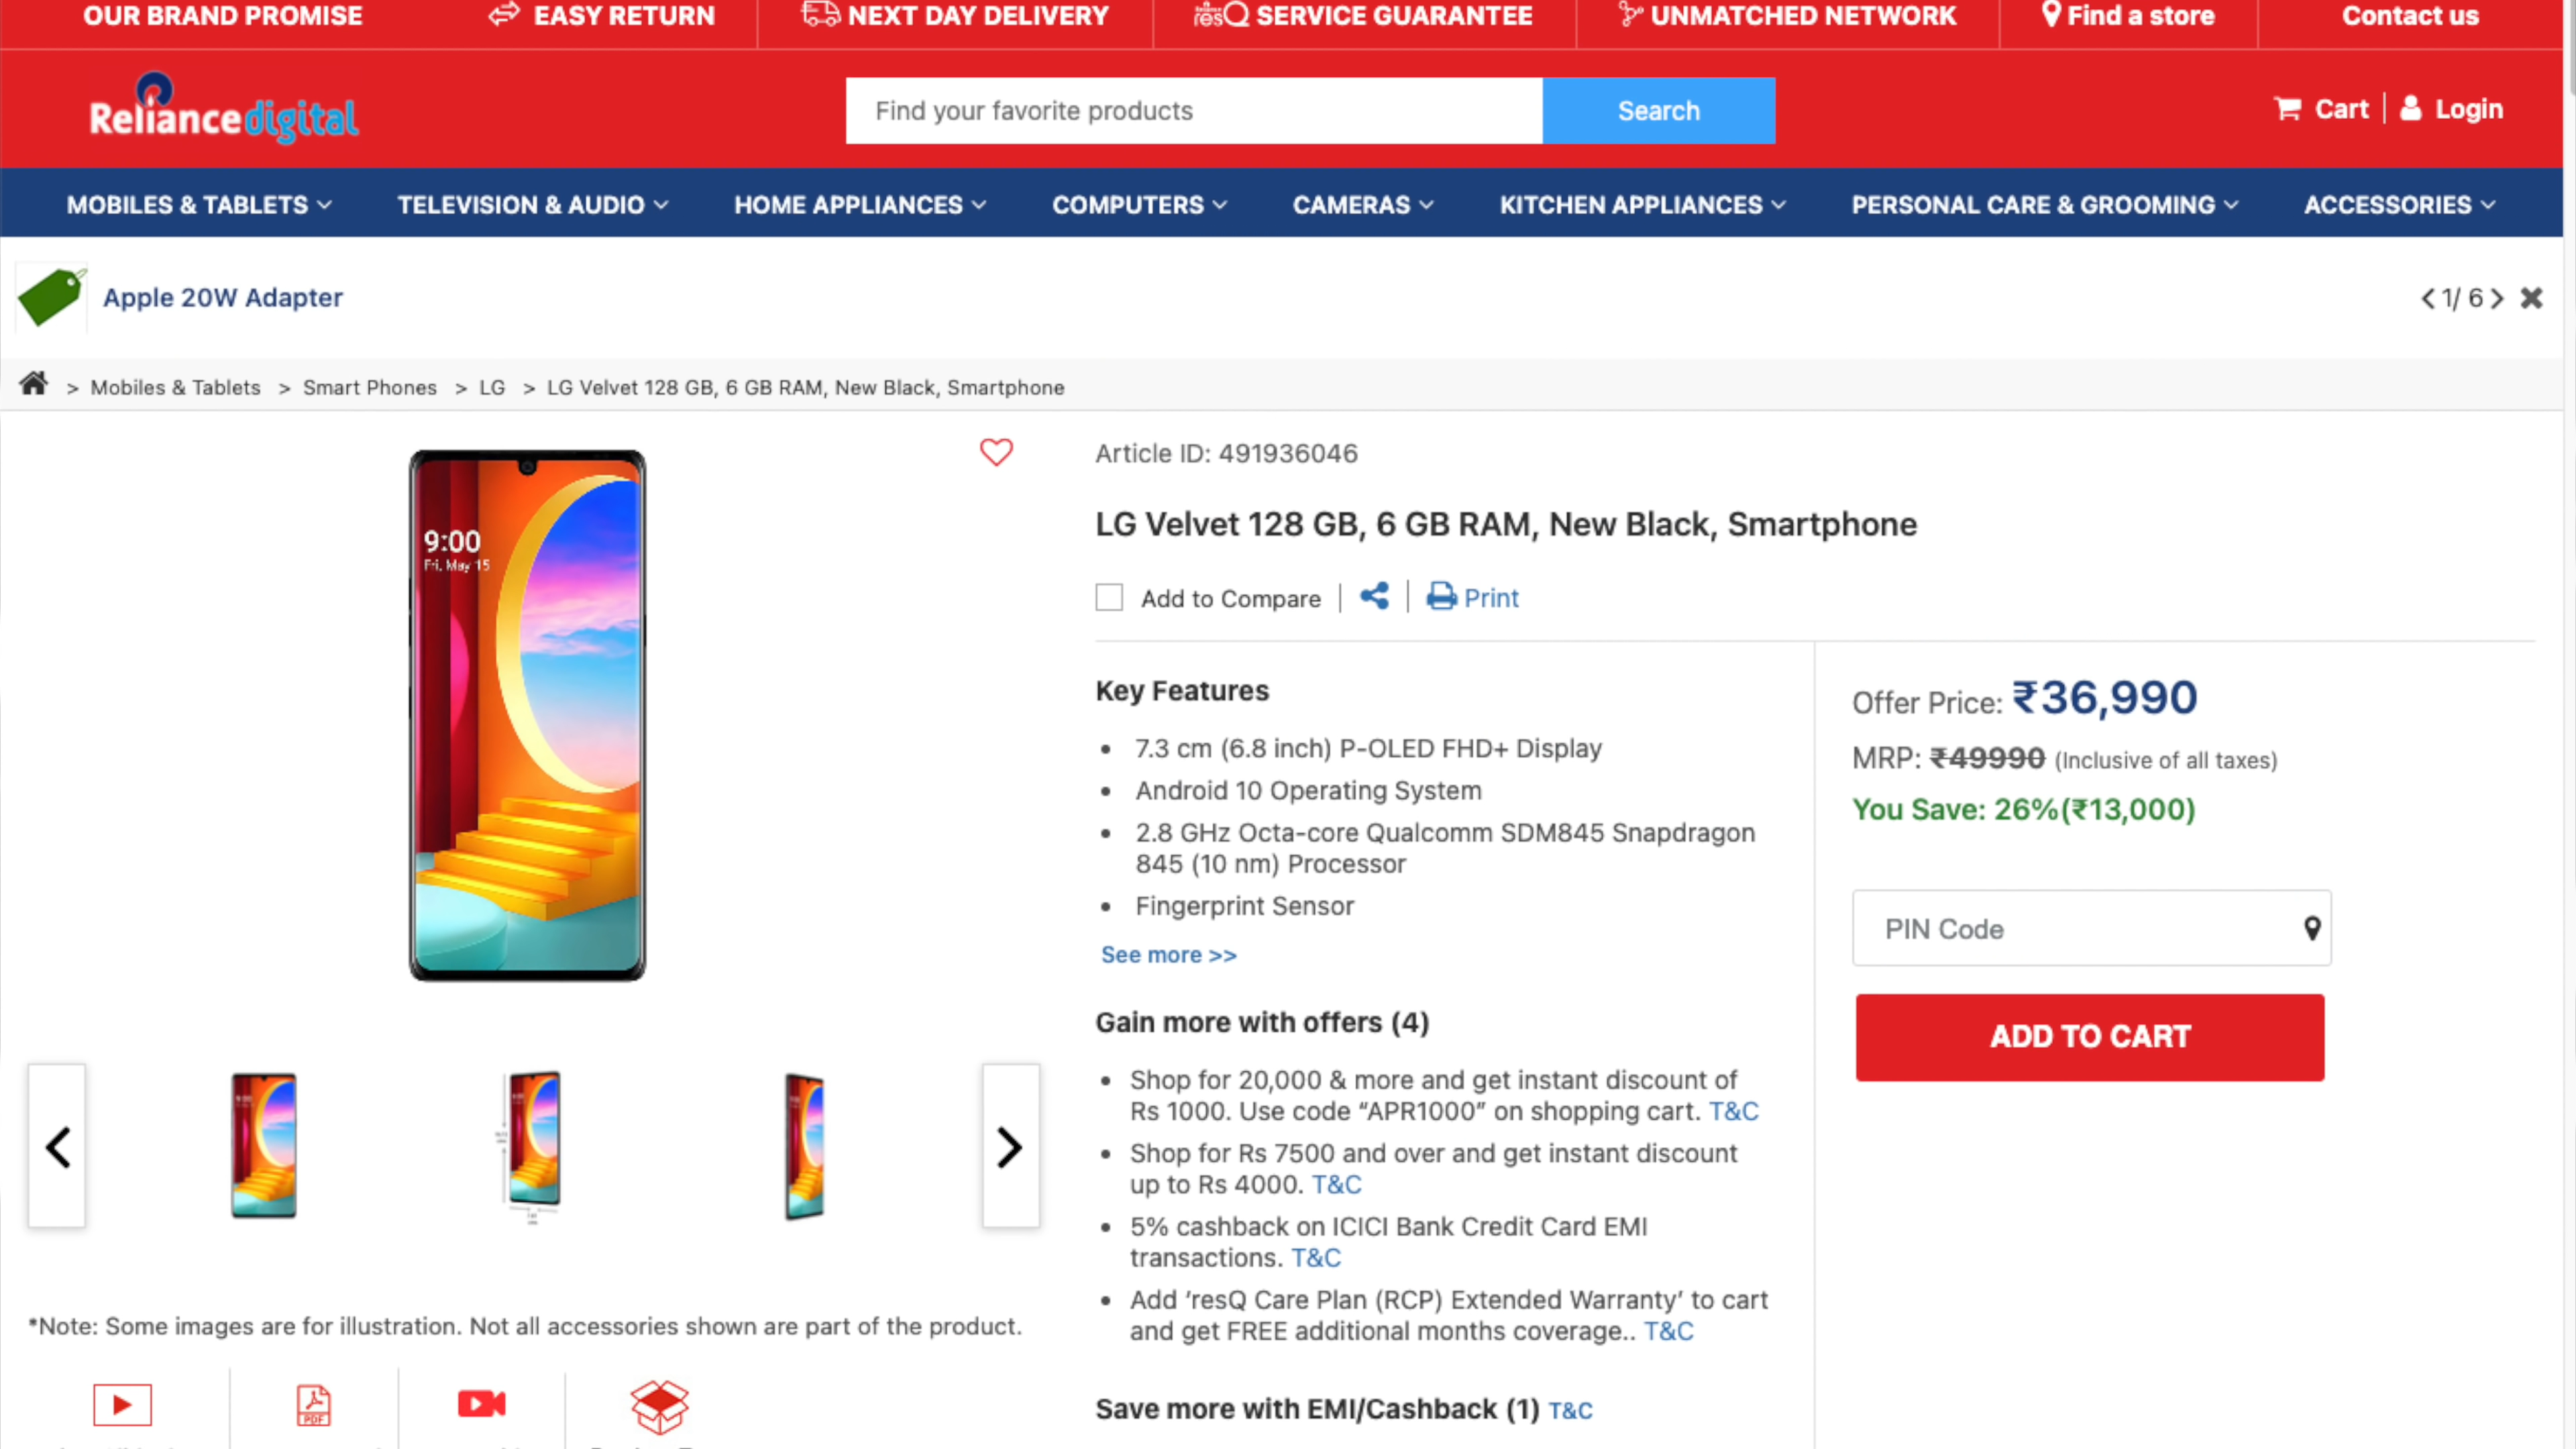 OUR BRAND PROMISE
EASY RETURN
NEXT DAY DELIVERY
resQ SERVICE GUARANTEE
UNMATCHED NETWORK
Find a store
Contact us
Reliance digital
Find your favorite products
Search
Cart
Login
MOBILES & TABLETS
TELEVISION & AUDIO
HOME APPLIANCES
COMPUTERS
CAMERAS
KITCHEN APPLIANCES
PERSONAL CARE & GROOMING
ACCESSORIES
Apple 20W Adapter
1/ 6
> Mobiles & Tablets > Smart Phones > LG > LG Velvet 128 GB, 6 GB RAM, New Black, Smartphone
9:00
Fri, May 15
Article ID: 491936046
LG Velvet 128 GB, 6 GB RAM, New Black, Smartphone
Add to Compare
Print
Key Features
7.3 cm (6.8 inch) P-OLED FHD+ Display
Android 10 Operating System
2.8 GHz Octa-core Qualcomm SDM845 Snapdragon
845 (10 nm) Processor
Fingerprint Sensor
See more >>
Offer Price: ₹36,990
MRP: ₹49990 (Inclusive of all taxes)
You Save: 26%(₹13,000)
PIN Code
ADD TO CART
Gain more with offers (4)
Shop for 20,000 & more and get instant discount of
Rs 1000. Use code “APR1000” on shopping cart. T&C
Shop for Rs 7500 and over and get instant discount
up to Rs 4000. T&C
5% cashback on ICICI Bank Credit Card EMI
transactions. T&C
Add ‘resQ Care Plan (RCP) Extended Warranty’ to cart
and get FREE additional months coverage.. T&C
Save more with EMI/Cashback (1) T&C
*Note: Some images are for illustration. Not all accessories shown are part of the product.
PDF